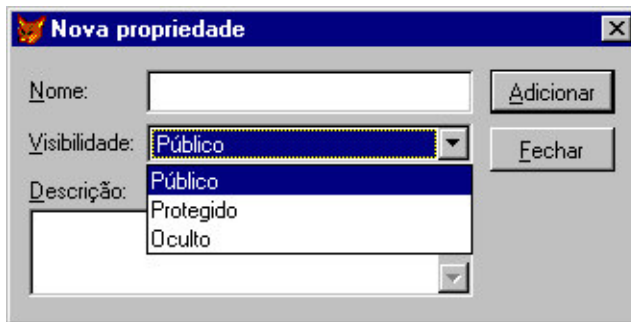 Nova propriedade
Nome:
Adicionar
Visibilidade: Público
Fechar
Descrição:
Público
Protegido
Oculto